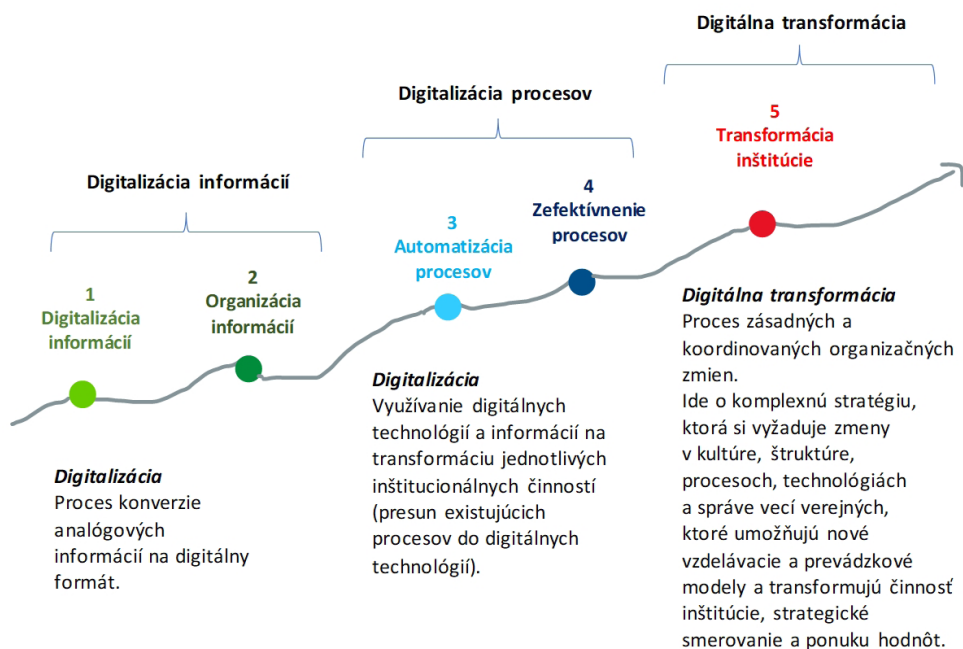 Digitalizácia informácií
1
Digitalizácia
informácií
2
Organizácia
informácií
Digitalizácia
Proces konverzie
analógových
informácií na digitálny
formát.
Digitalizácia procesov
3
Automatizácia
procesov
4
Zefektívnenie
procesov
Digitalizácia
Využívanie digitálnych
technológií a informácií na
transformáciu jednotlivých
inštitucionálnych činností
(presun existujúcich
procesov do digitálnych
technológií).
Digitálna transformácia
5
Transformácia
inštitúcie
Digitálna transformácia
Proces zásadných a
koordinovaných organizačných
zmien.
Ide o komplexnú stratégiu,
ktorá si vyžaduje zmeny
v kultúre, štruktúre,
procesoch, technológiách
a správe vecí verejných,
ktoré umožňujú nové
vzdelávacie a prevádzkové
modely a transformujú činnosť
inštitúcie, strategické
smerovanie a ponuku hodnôt.